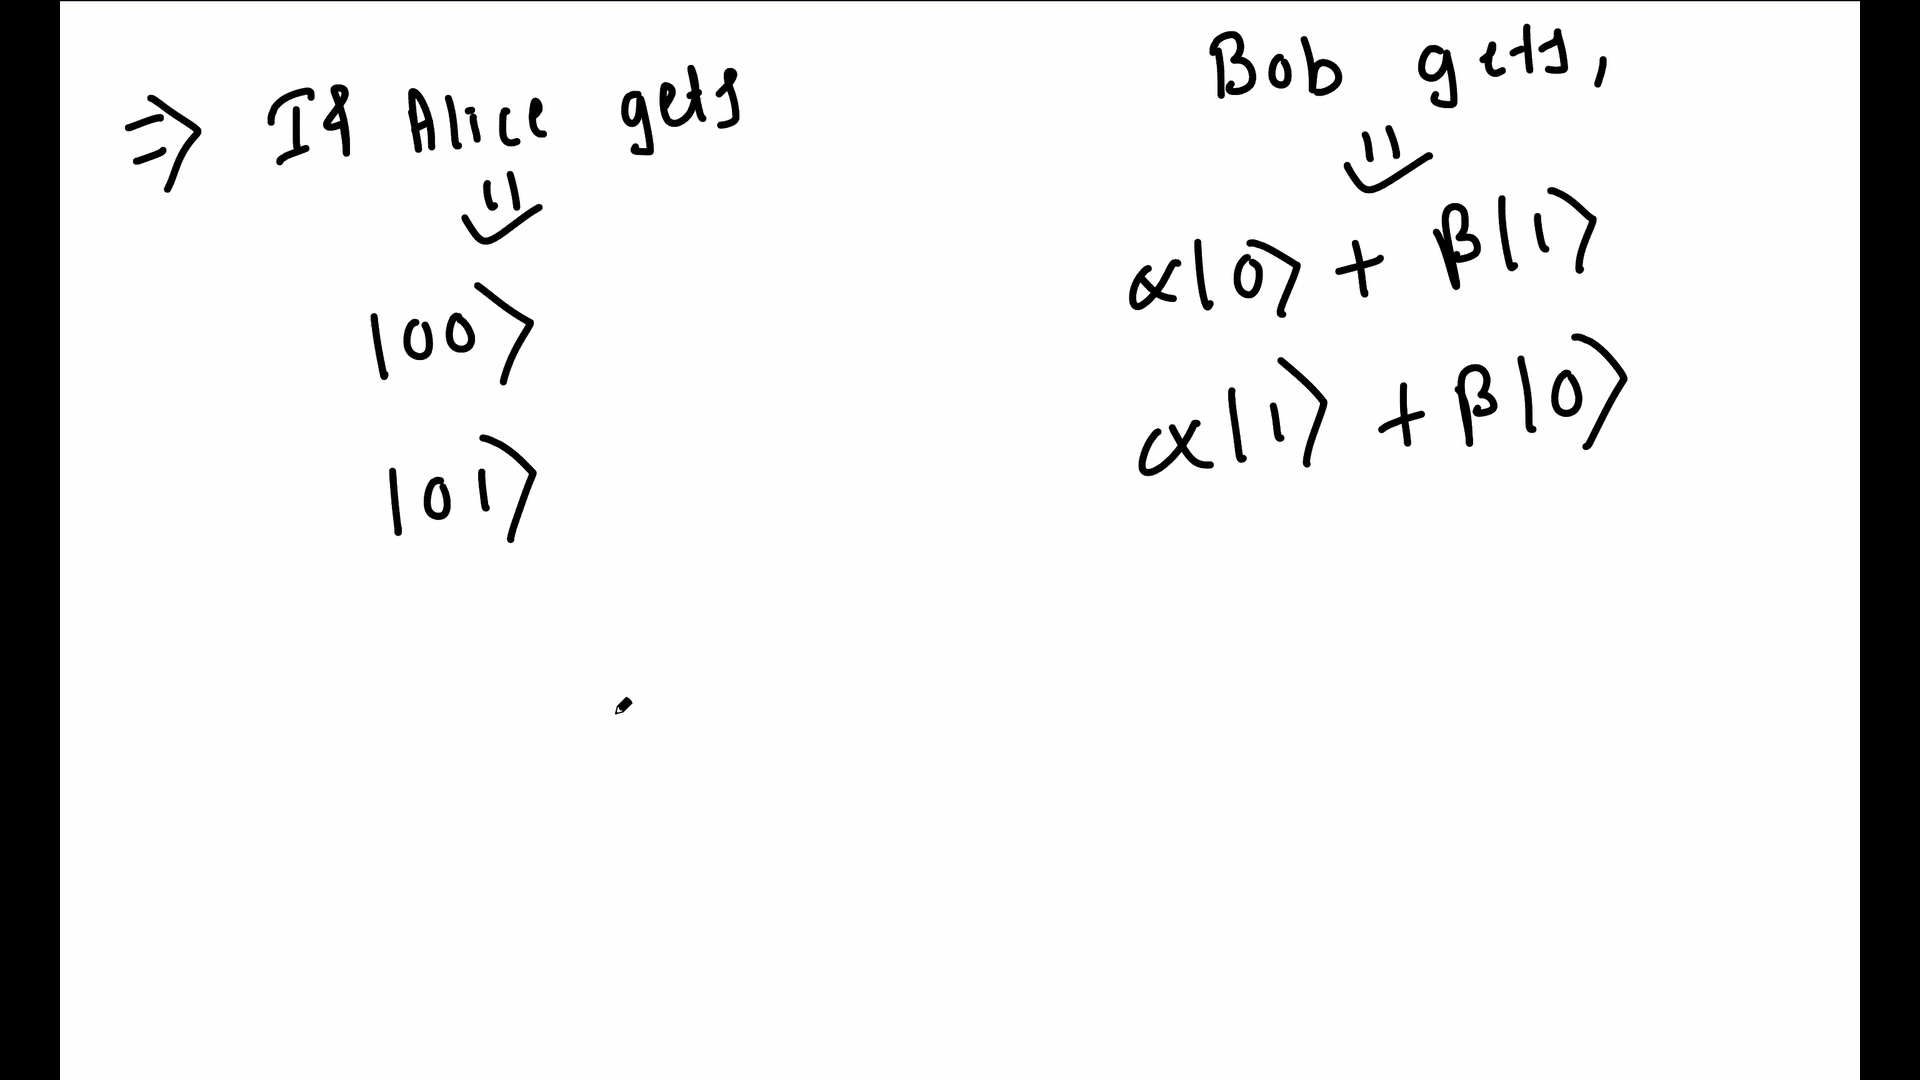 ⇒ If Alice gets Bob gets,
⇓ ⇓
|00⟩ α|0⟩ + β|1⟩
|01⟩ α|1⟩ + β|0⟩